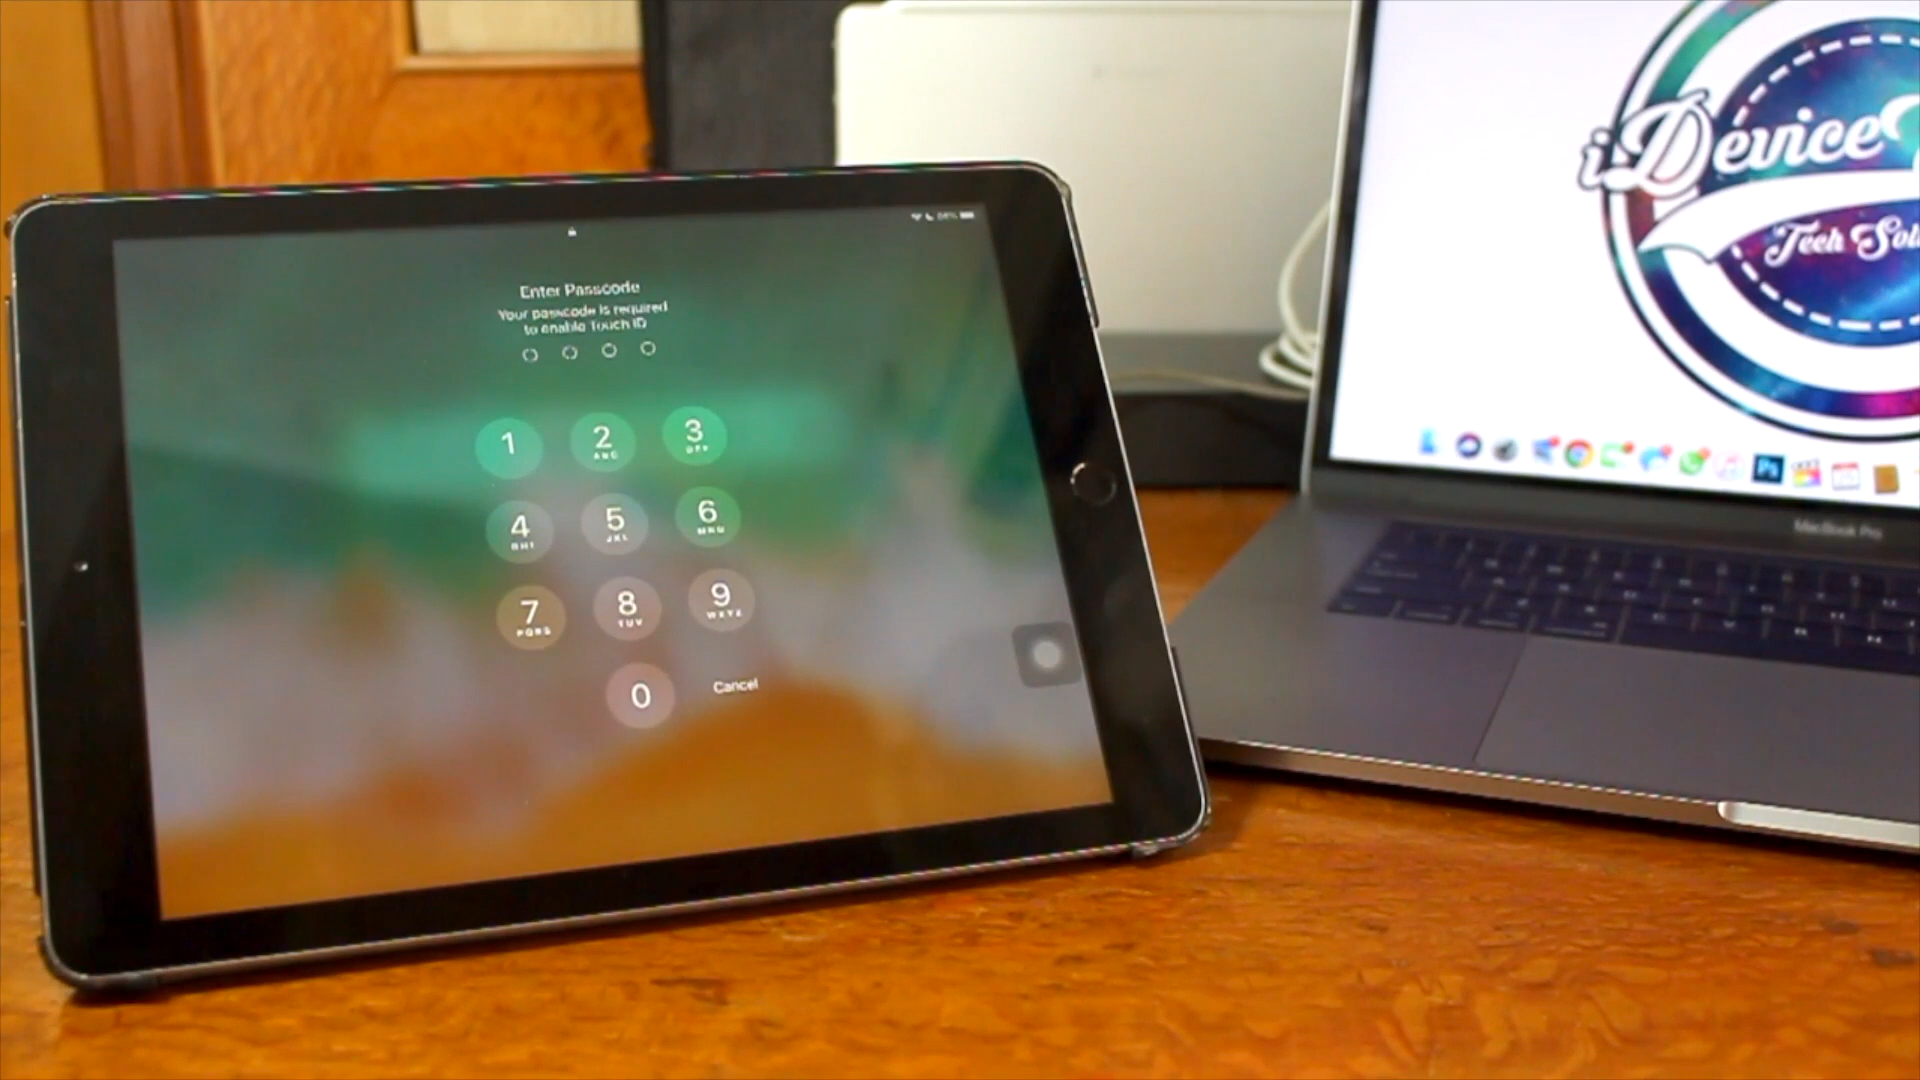 Enter Passcode
Your passcode is required
to enable Touch ID
1
2
ABC
3
DEF
4
GHI
5
JKL
6
MNO
7
PQRS
8
TUV
9
WXYZ
0
Cancel
iDevice
Tech
Ps
MacBook Pro